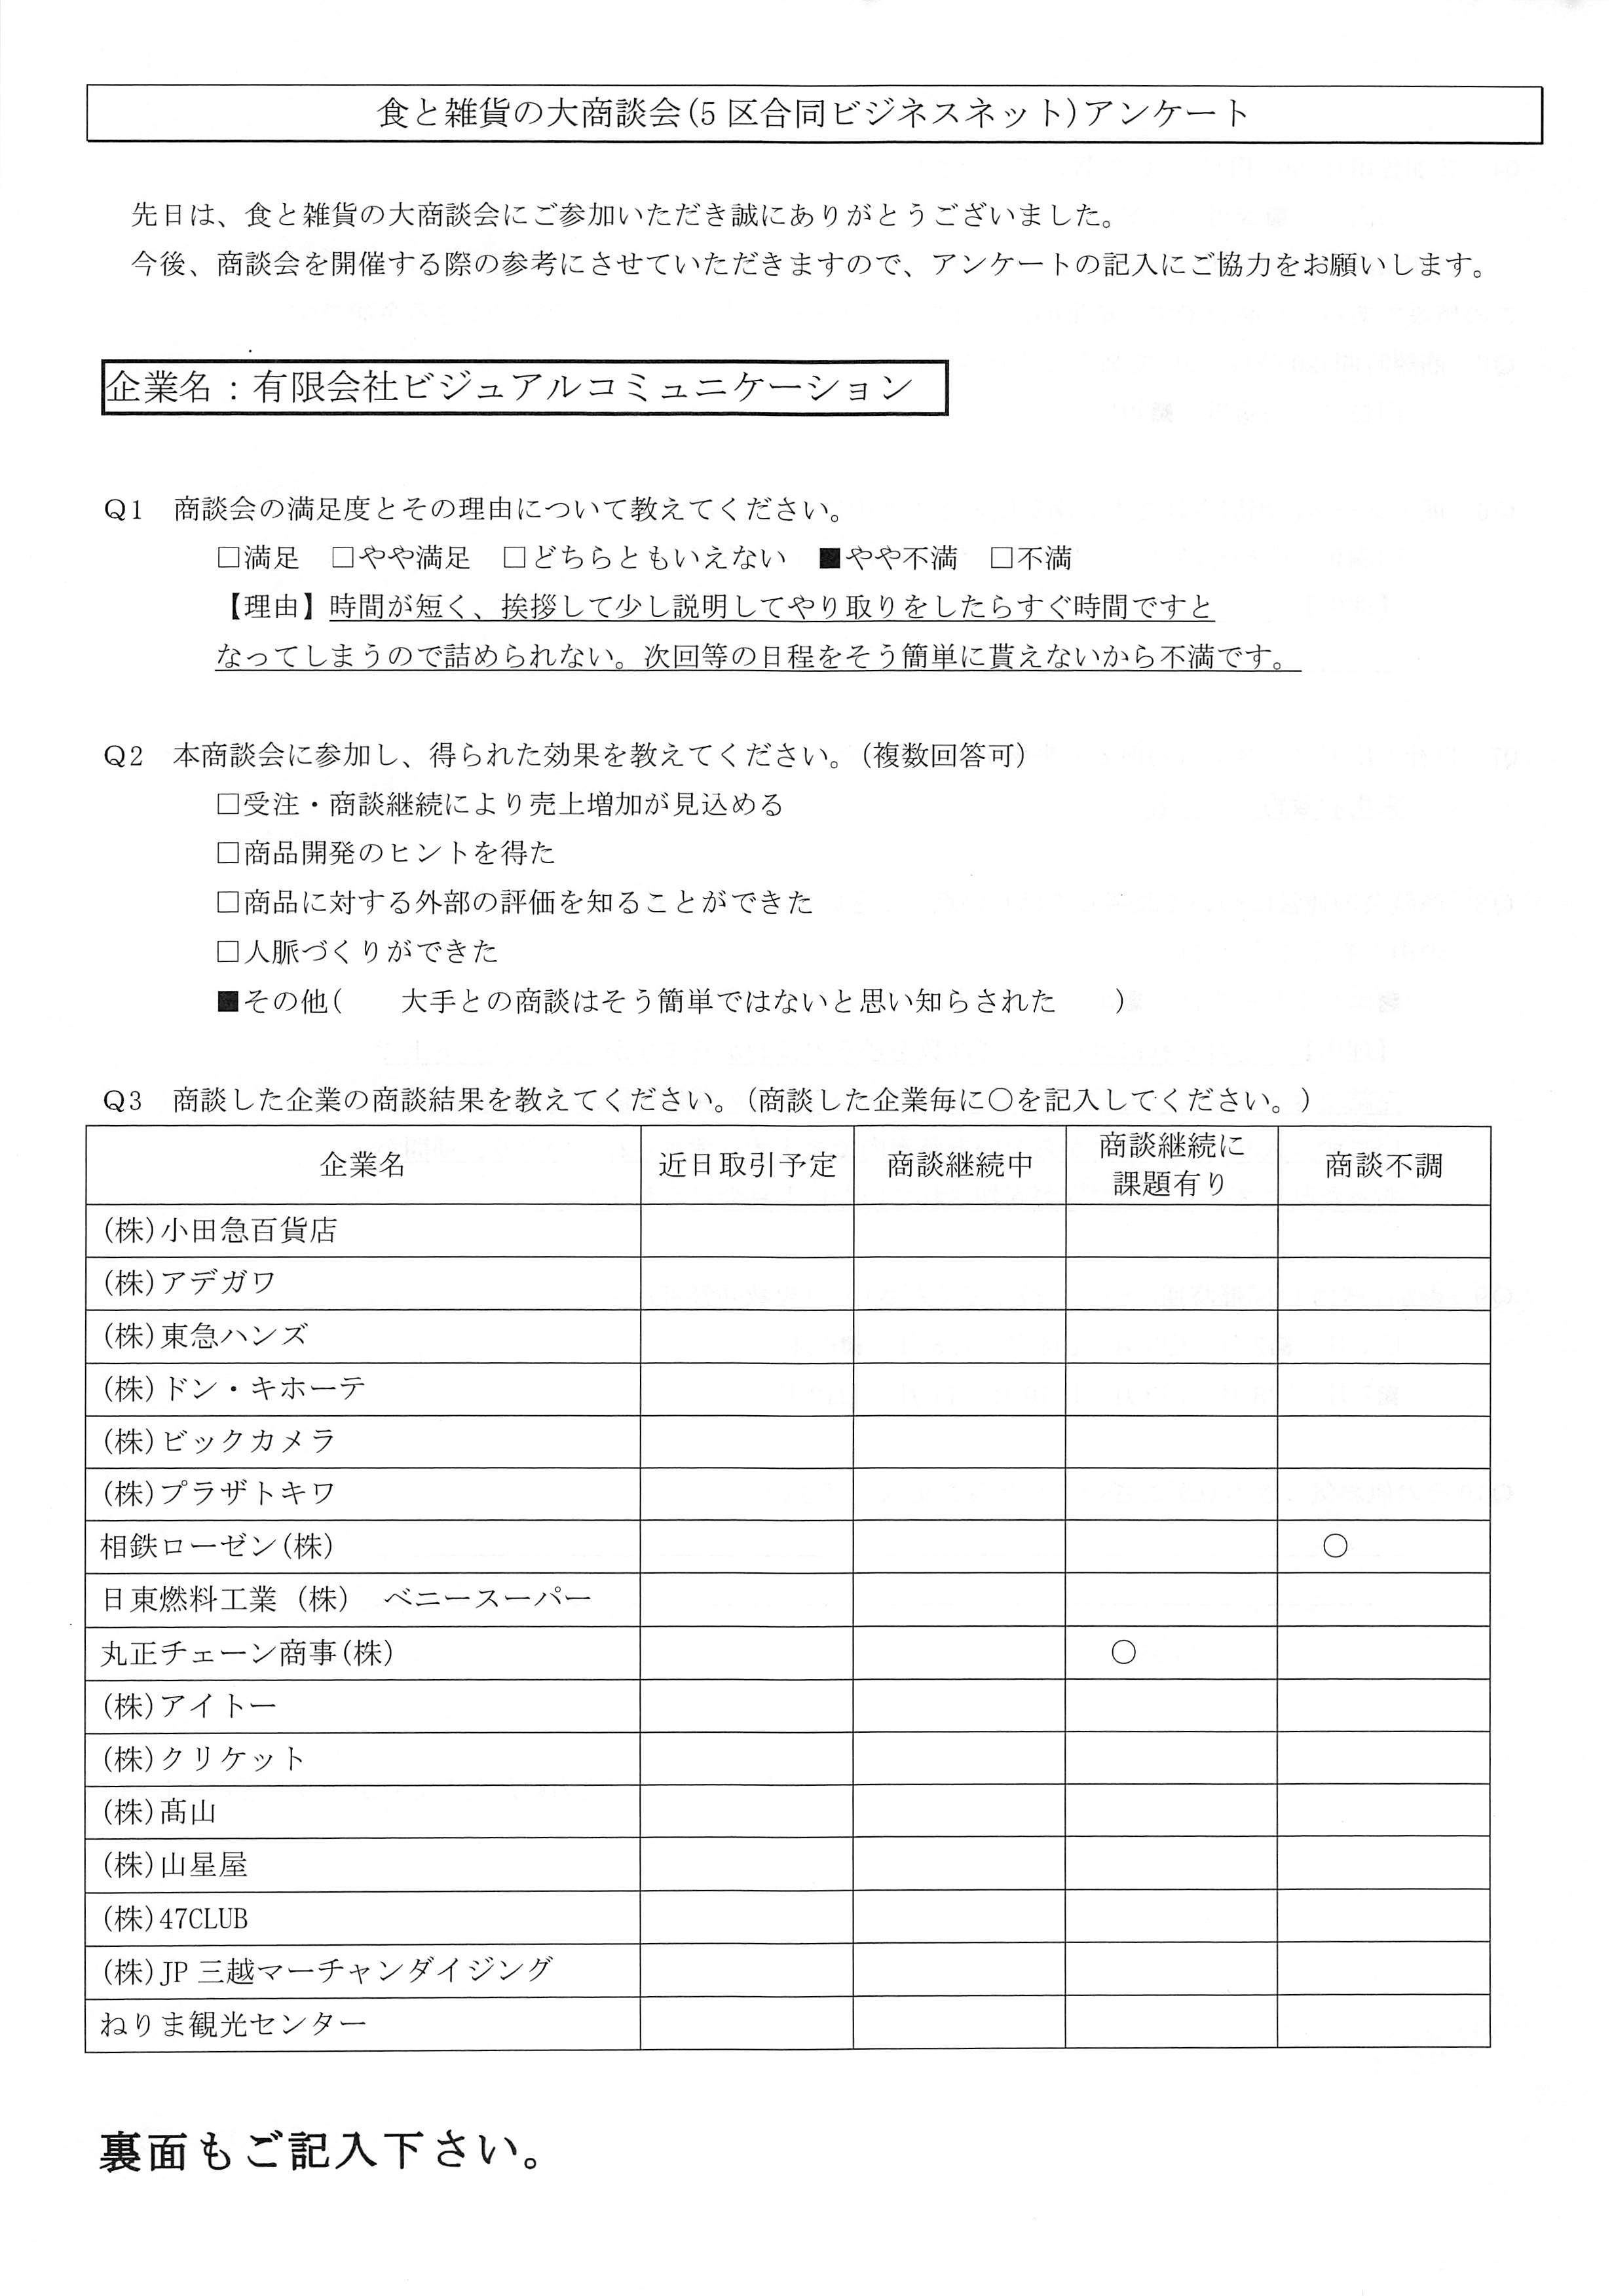 食と雑貨の大商談会(5 区合同ビジネスネット)アンケート
先日は、食と雑貨の大商談会にご参加いただき誠にありがとうございました。
今後、商談会を開催する際の参考にさせていただきますので、アンケートの記入にご協力をお願いします。
企業名：有限会社ビジュアルコミュニケーション
Q1　商談会の満足度とその理由について教えてください。
□満足　□やや満足　□どちらともいえない　■やや不満　□不満
【理由】時間が短く、挨拶して少し説明してやり取りをしたらすぐ時間ですと
なってしまうので詰められない。次回等の日程をそう簡単に貰えないから不満です。
Q2　本商談会に参加し、得られた効果を教えてください。(複数回答可)
□受注・商談継続により売上増加が見込める
□商品開発のヒントを得た
□商品に対する外部の評価を知ることができた
□人脈づくりができた
■その他(　　大手との商談はそう簡単ではないと思い知らされた　　)
Q3　商談した企業の商談結果を教えてください。(商談した企業毎に○を記入してください。)
企業名　近日取引予定　商談継続中　商談継続に課題有り　商談不調
(株)小田急百貨店
(株)アデガワ
(株)東急ハンズ
(株)ドン・キホーテ
(株)ビックカメラ
(株)プラザトキワ
相鉄ローゼン(株)　○
日東燃料工業（株）　ベニースーパー
丸正チェーン商事(株)　○
(株)アイトー
(株)クリケット
(株)髙山
(株)山星屋
(株)47CLUB
(株)JP 三越マーチャンダイジング
ねりま観光センター
裏面もご記入下さい。